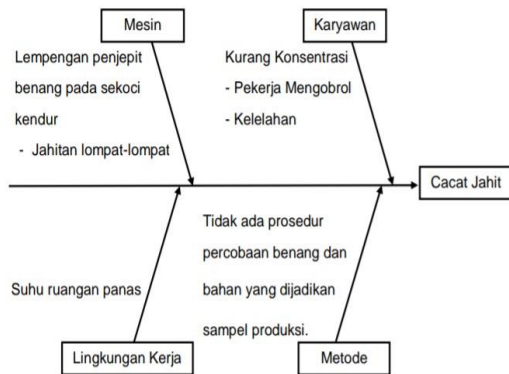 Mesin
Karyawan
Lempengan penjepit
benang pada sekoci
kendur
- Jahitan lompat-lompat
Kurang Konsentrasi
- Pekerja Mengobrol
- Kelelahan
Cacat Jahit
Suhu ruangan panas
Tidak ada prosedur
percobaan benang dan
bahan yang dijadikan
sampel produksi.
Lingkungan Kerja
Metode